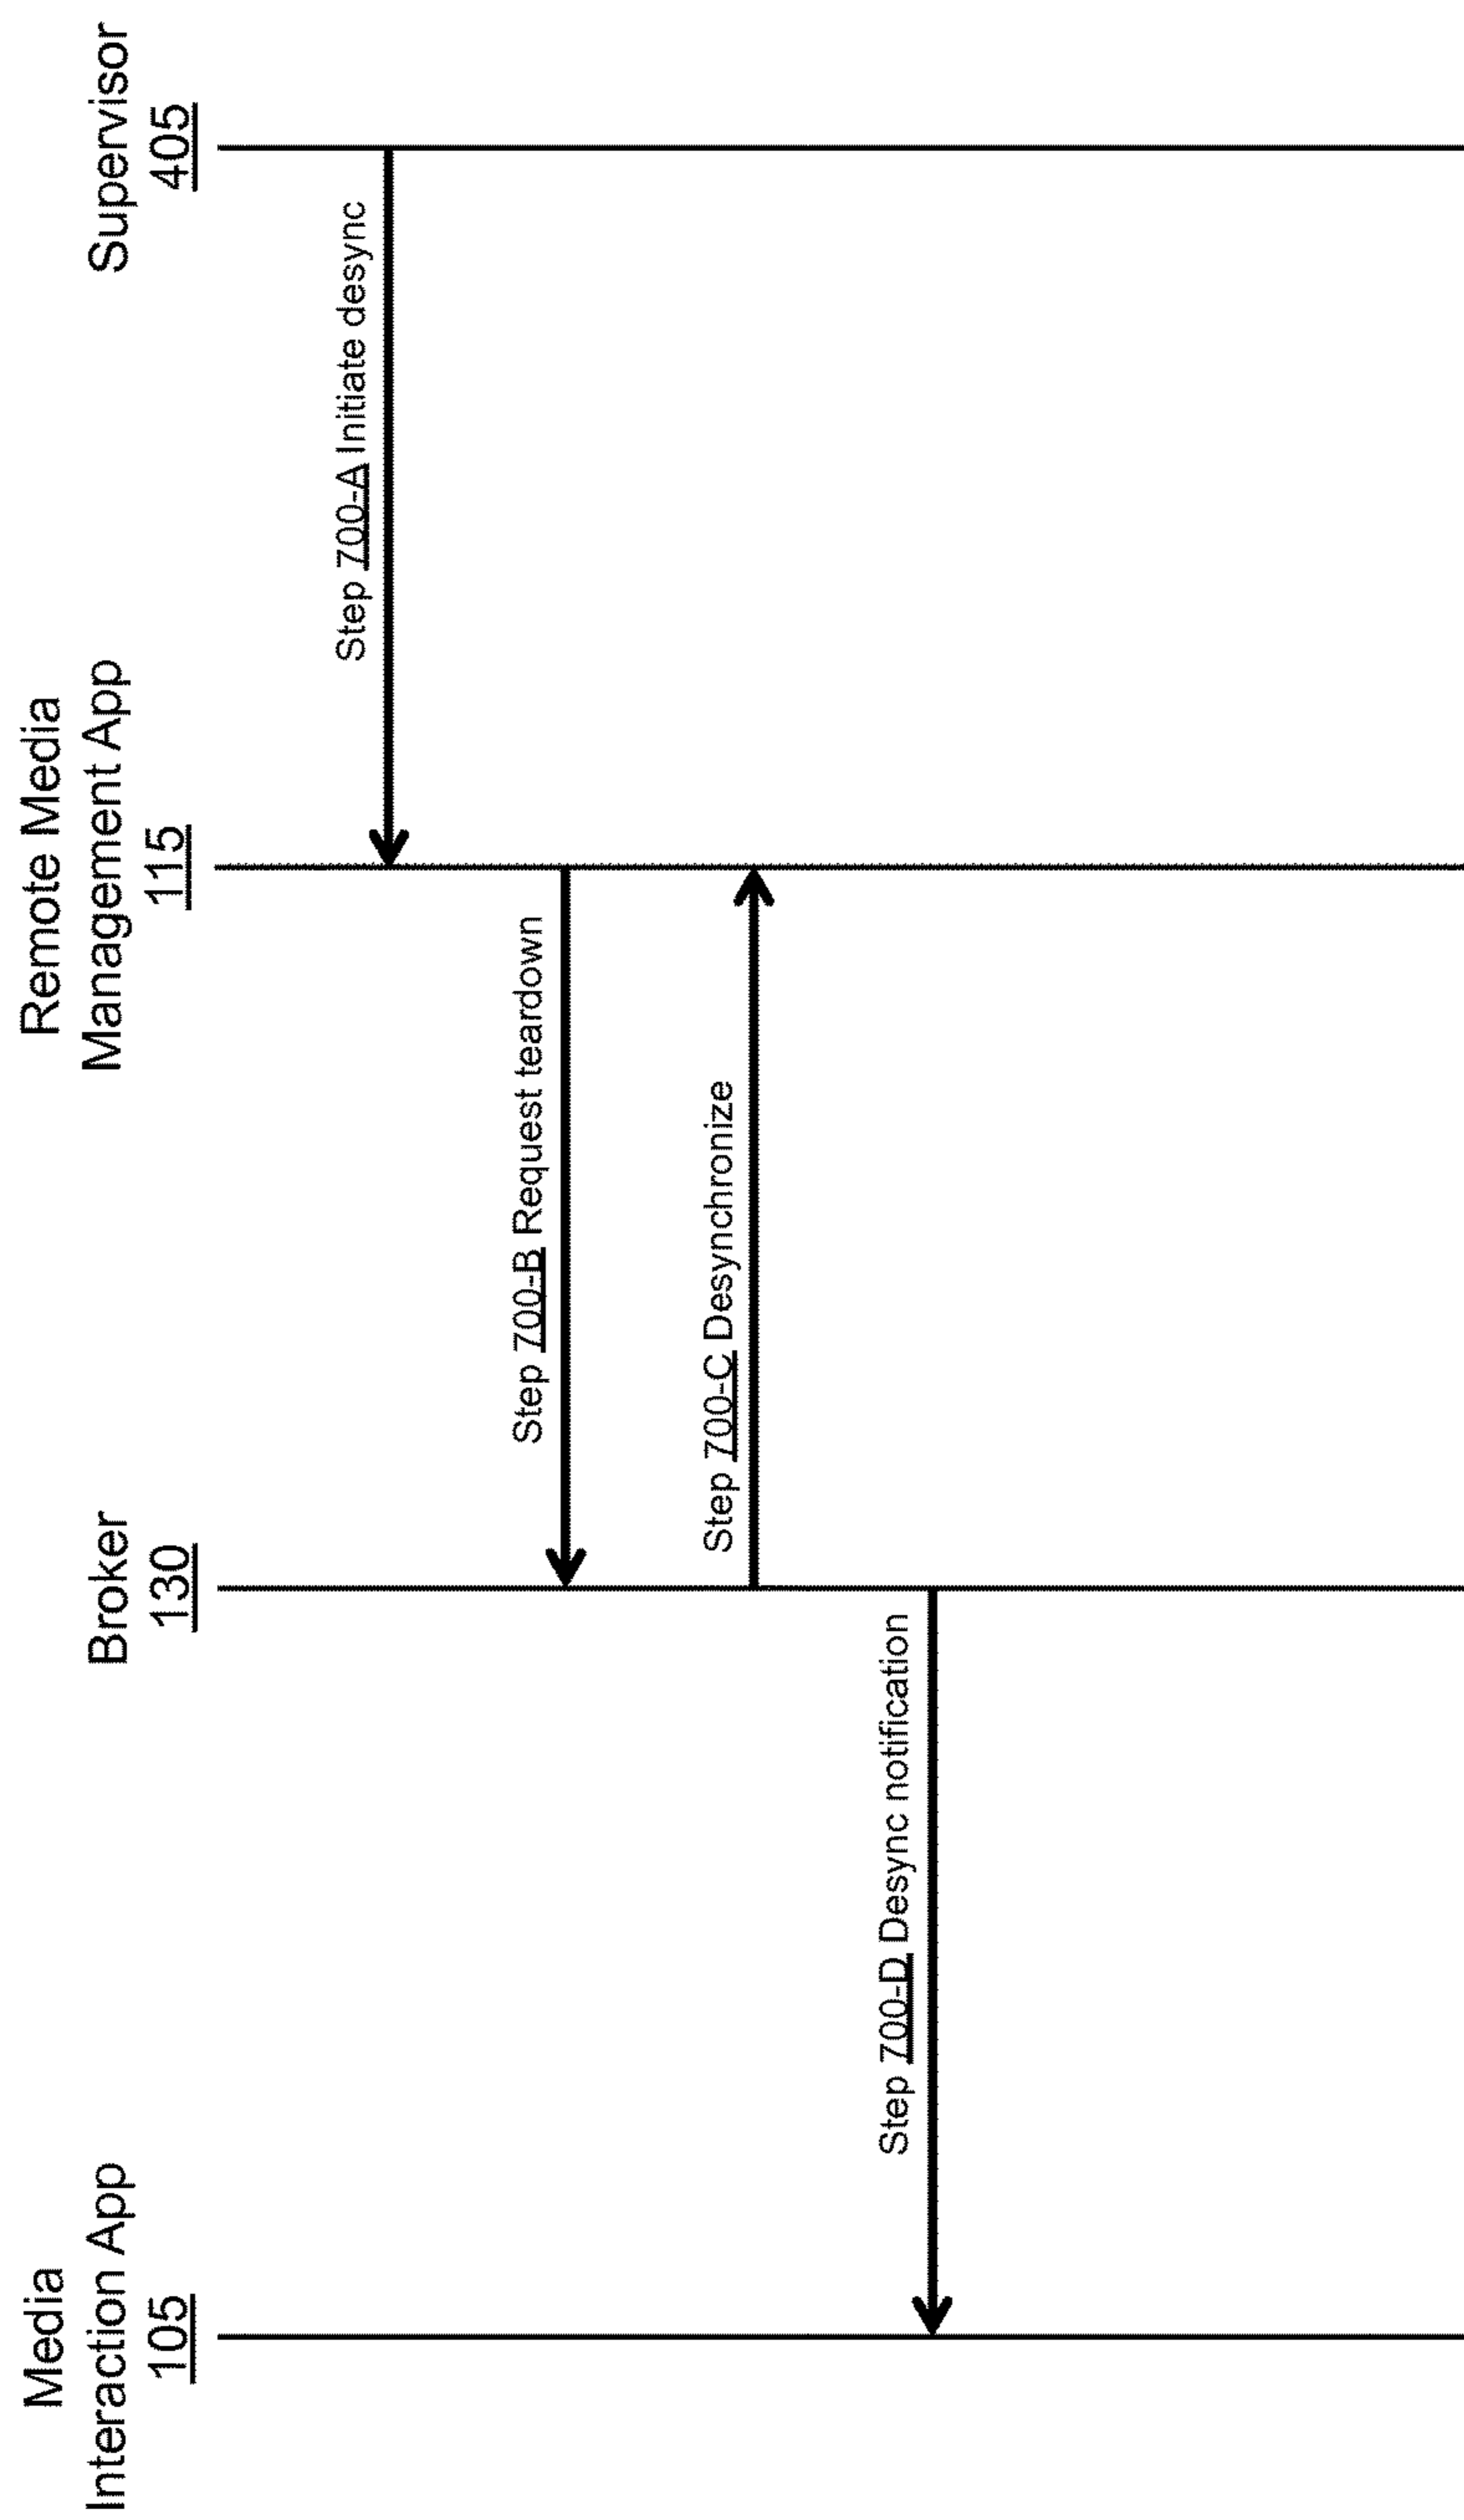 Media
Interaction App
105
Broker
130
Remote Media
Management App
115
Supervisor
405
Step 700-A Initiate desync
Step 700-B Request teardown
Step 700-C Desynchronize
Step 700-D Desync notification